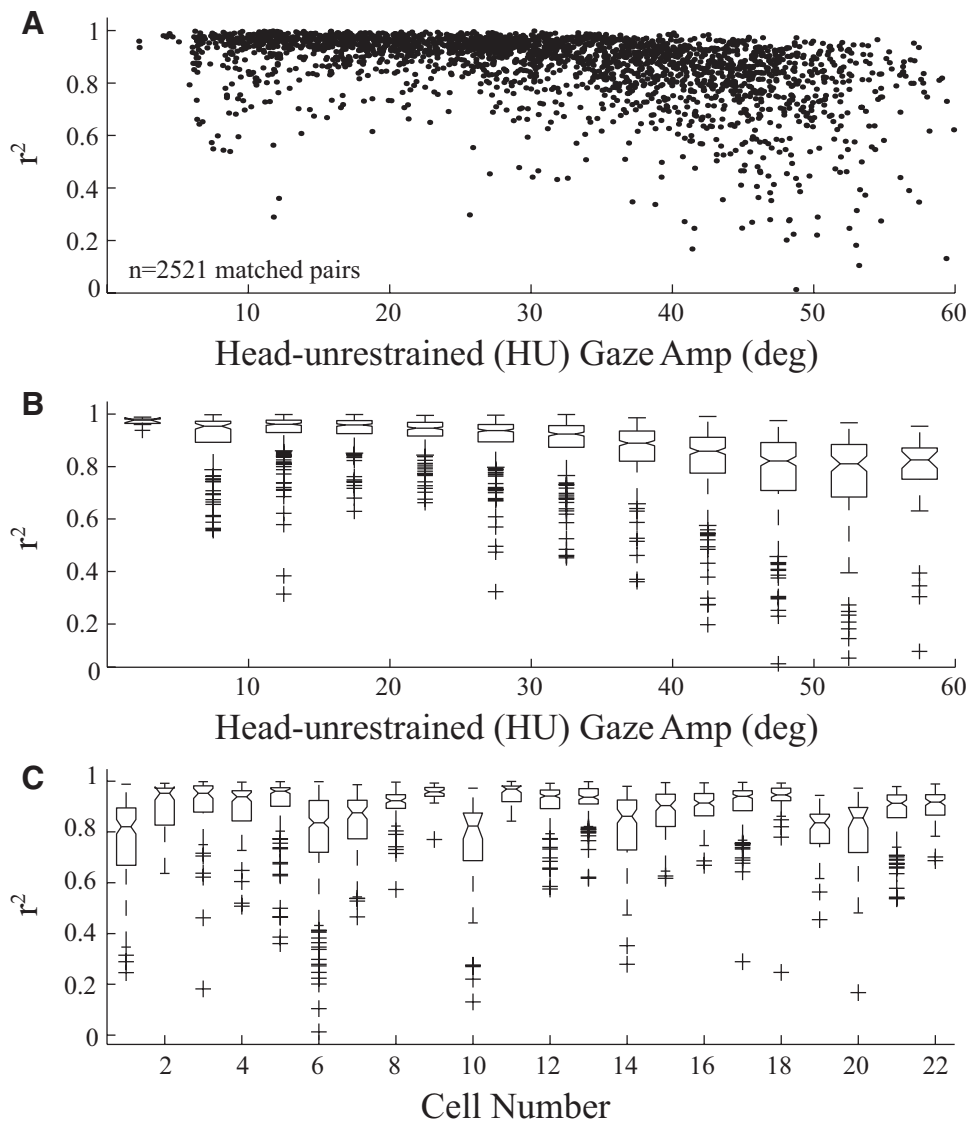 A
1
0.8
0.6
r²
0.4
0.2
n=2521 matched pairs
0
10 20 30 40 50 60
Head-unrestrained (HU) Gaze Amp (deg)
B
1
0.8
0.6
r²
0.4
0.2
0
10 20 30 40 50 60
Head-unrestrained (HU) Gaze Amp (deg)
C
1
0.8
0.6
r²
0.4
0.2
0
2 4 6 8 10 12 14 16 18 20 22
Cell Number